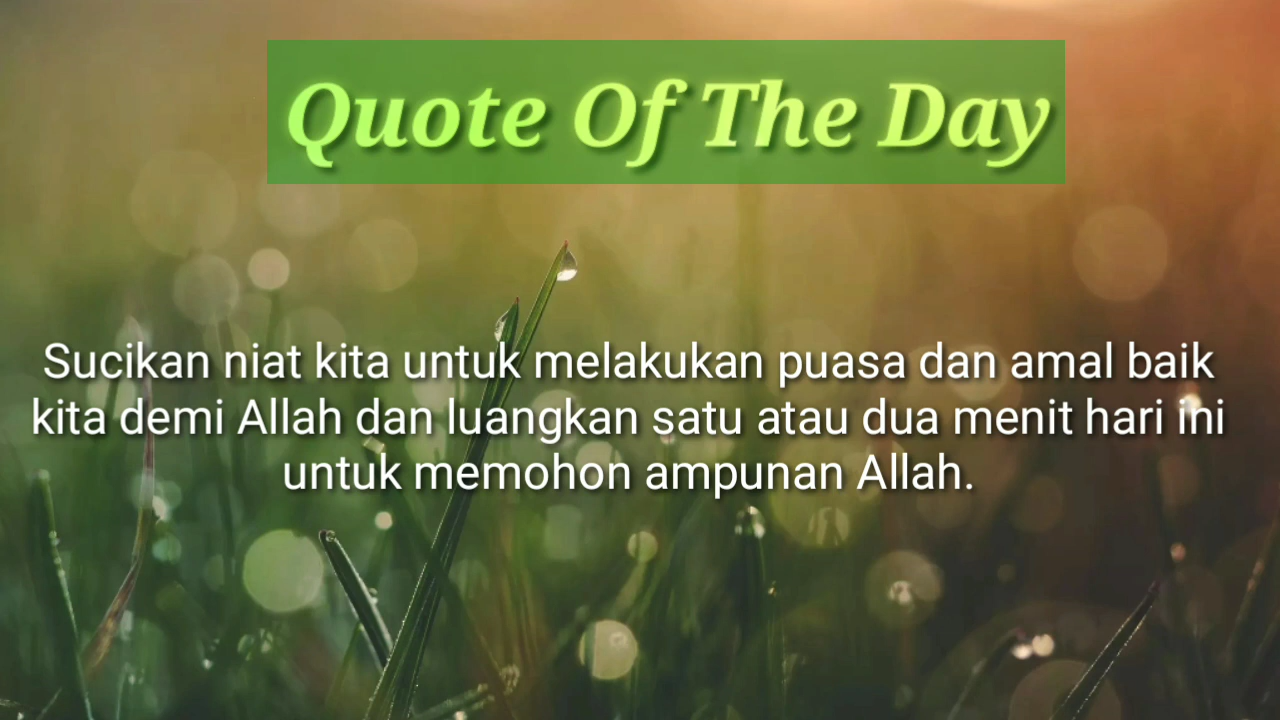 Quote Of The Day
Sucikan niat kita untuk melakukan puasa dan amal baik
kita demi Allah dan luangkan satu atau dua menit hari ini
untuk memohon ampunan Allah.